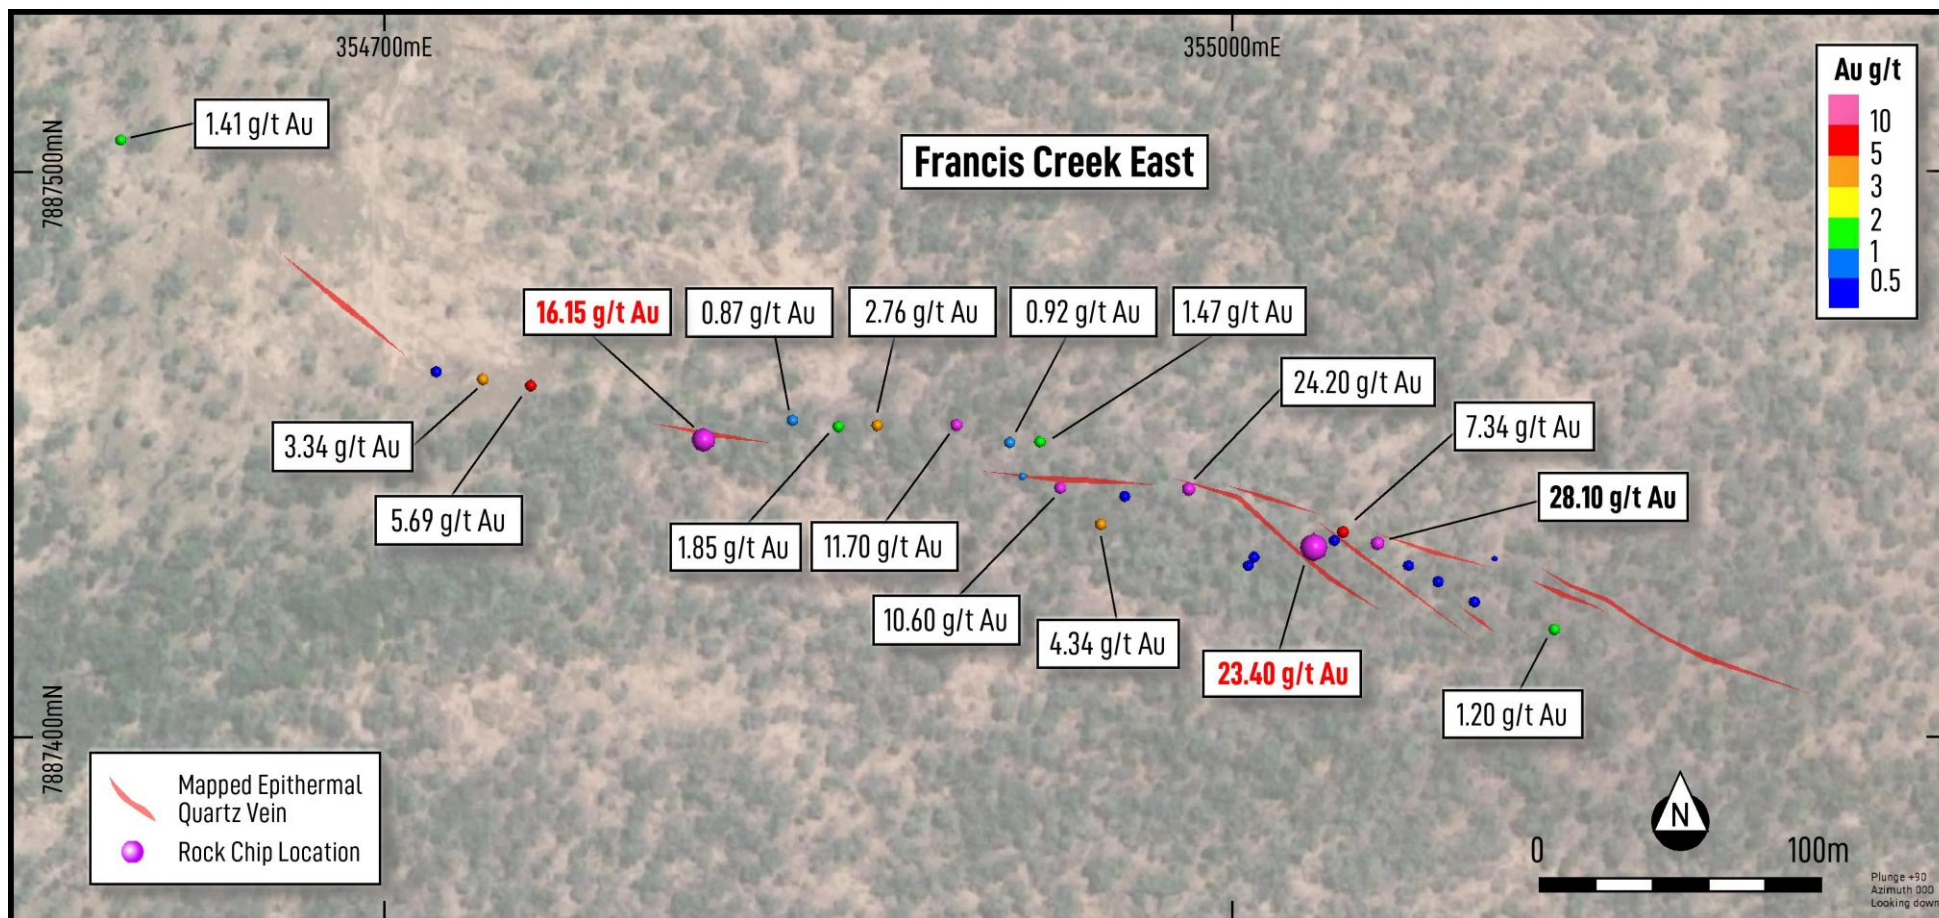 354700mE
355000mE
7887500mN
7887400mN
Francis Creek East
Au g/t
10
5
3
2
1
0.5
1.41 g/t Au
16.15 g/t Au
0.87 g/t Au
2.76 g/t Au
0.92 g/t Au
1.47 g/t Au
24.20 g/t Au
7.34 g/t Au
28.10 g/t Au
3.34 g/t Au
5.69 g/t Au
1.85 g/t Au
11.70 g/t Au
10.60 g/t Au
4.34 g/t Au
23.40 g/t Au
1.20 g/t Au
Mapped Epithermal
Quartz Vein
Rock Chip Location
N
0
100m
Plunge +90
Azimuth 000
Looking down